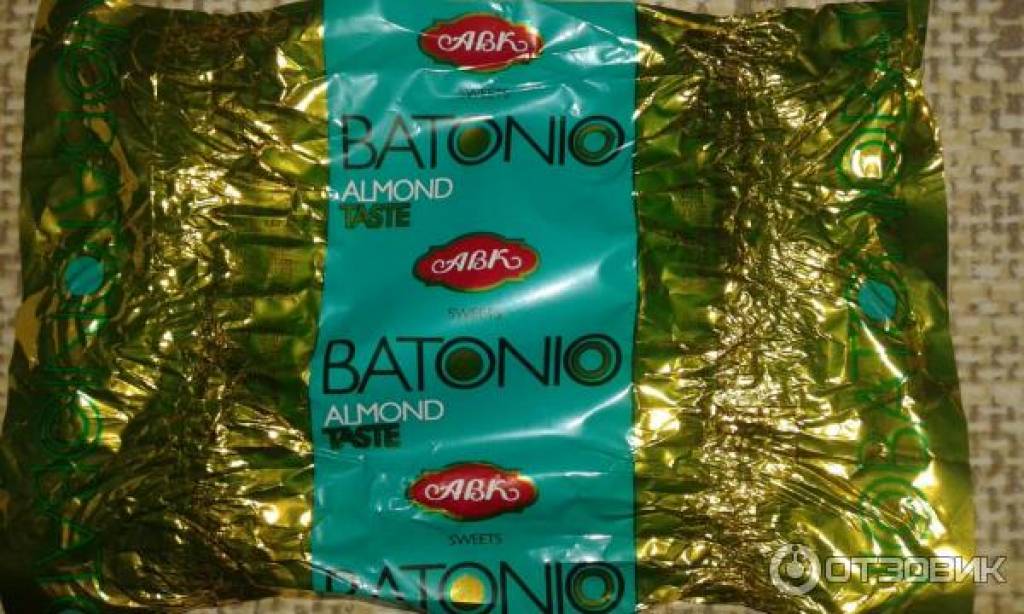 АВК
SWEETS
BATONIO
ALMOND
TASTE
АВК
SWEETS
BATONIO
ALMOND
TASTE
АВК
SWEETS
BATONIO
ОТЗОВИК